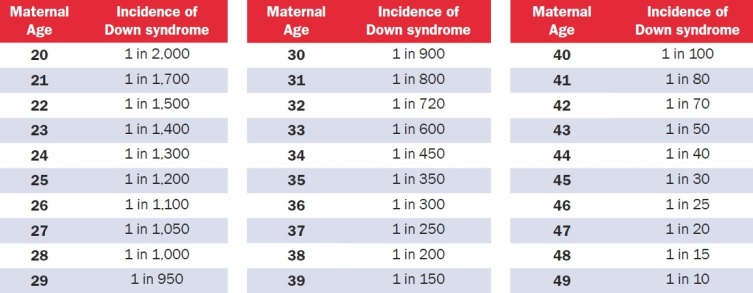 Maternal Age Incidence of Down syndrome
20 1 in 2,000
21 1 in 1,700
22 1 in 1,500
23 1 in 1,400
24 1 in 1,300
25 1 in 1,200
26 1 in 1,100
27 1 in 1,050
28 1 in 1,000
29 1 in 950
Maternal Age Incidence of Down syndrome
30 1 in 900
31 1 in 800
32 1 in 720
33 1 in 600
34 1 in 450
35 1 in 350
36 1 in 300
37 1 in 250
38 1 in 200
39 1 in 150
Maternal Age Incidence of Down syndrome
40 1 in 100
41 1 in 80
42 1 in 70
43 1 in 50
44 1 in 40
45 1 in 30
46 1 in 25
47 1 in 20
48 1 in 15
49 1 in 10